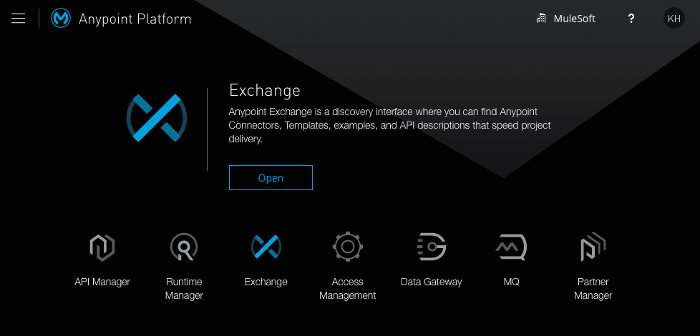 Anypoint Platform
MuleSoft
?
KH
Exchange
Anypoint Exchange is a discovery interface where you can find Anypoint
Connectors, Templates, examples, and API descriptions that speed project
delivery.
Open
API Manager
Runtime
Manager
Exchange
Access
Management
Data Gateway
MQ
Partner
Manager